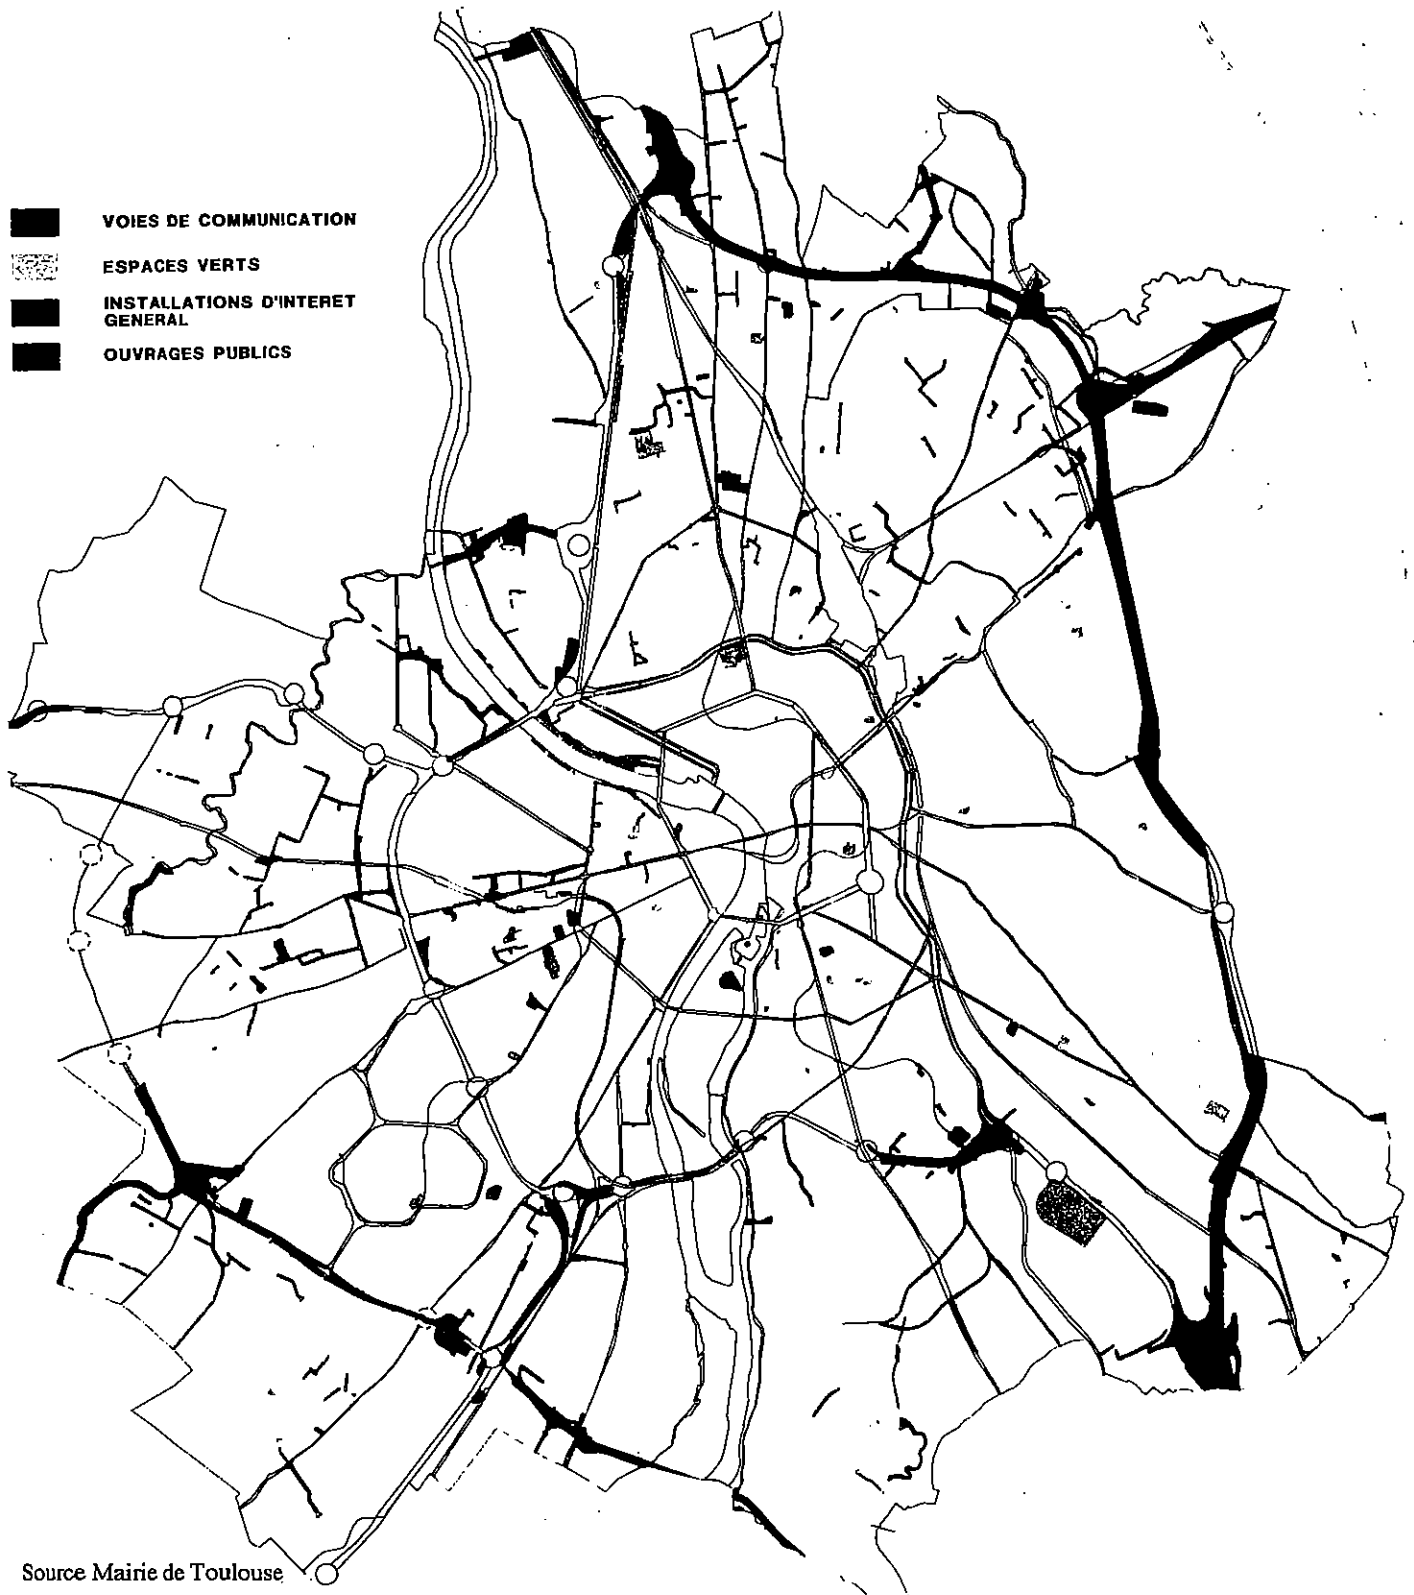 VOIES DE COMMUNICATION
ESPACES VERTS
INSTALLATIONS D'INTERET
GENERAL
OUVRAGES PUBLICS
Source Mairie de Toulouse